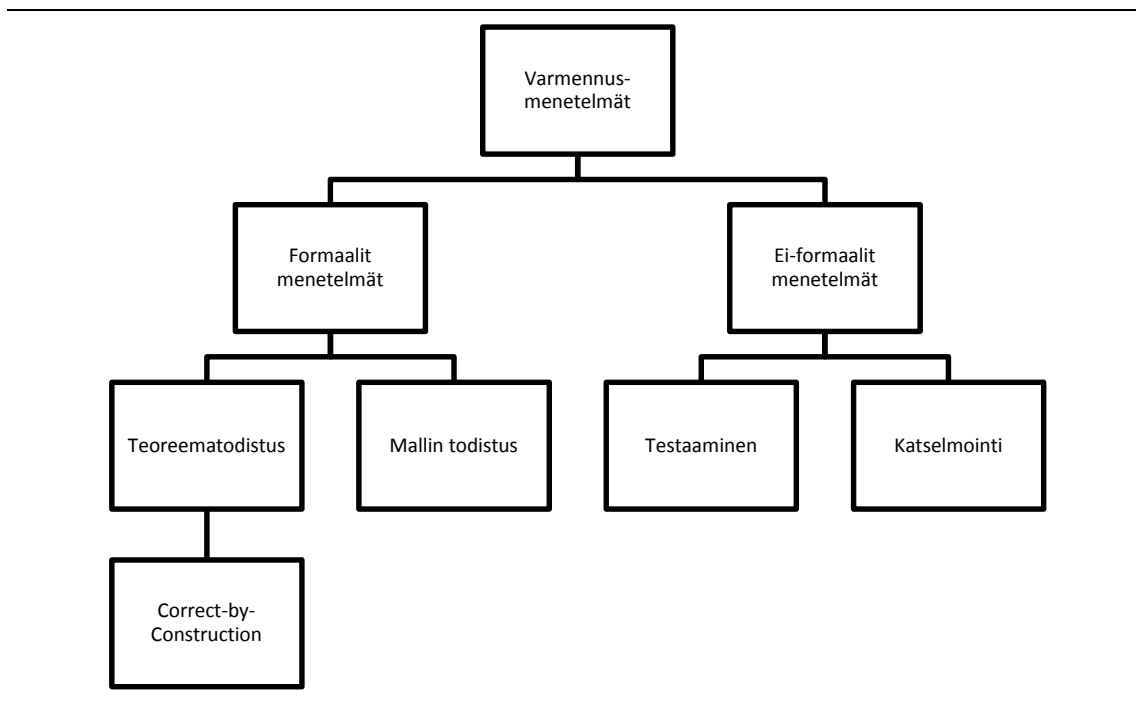 Varmennus-
menetelmät
Formaalit
menetelmät
Ei-formaalit
menetelmät
Teoreematodistus
Mallin todistus
Testaaminen
Katselmointi
Correct-by-
Construction